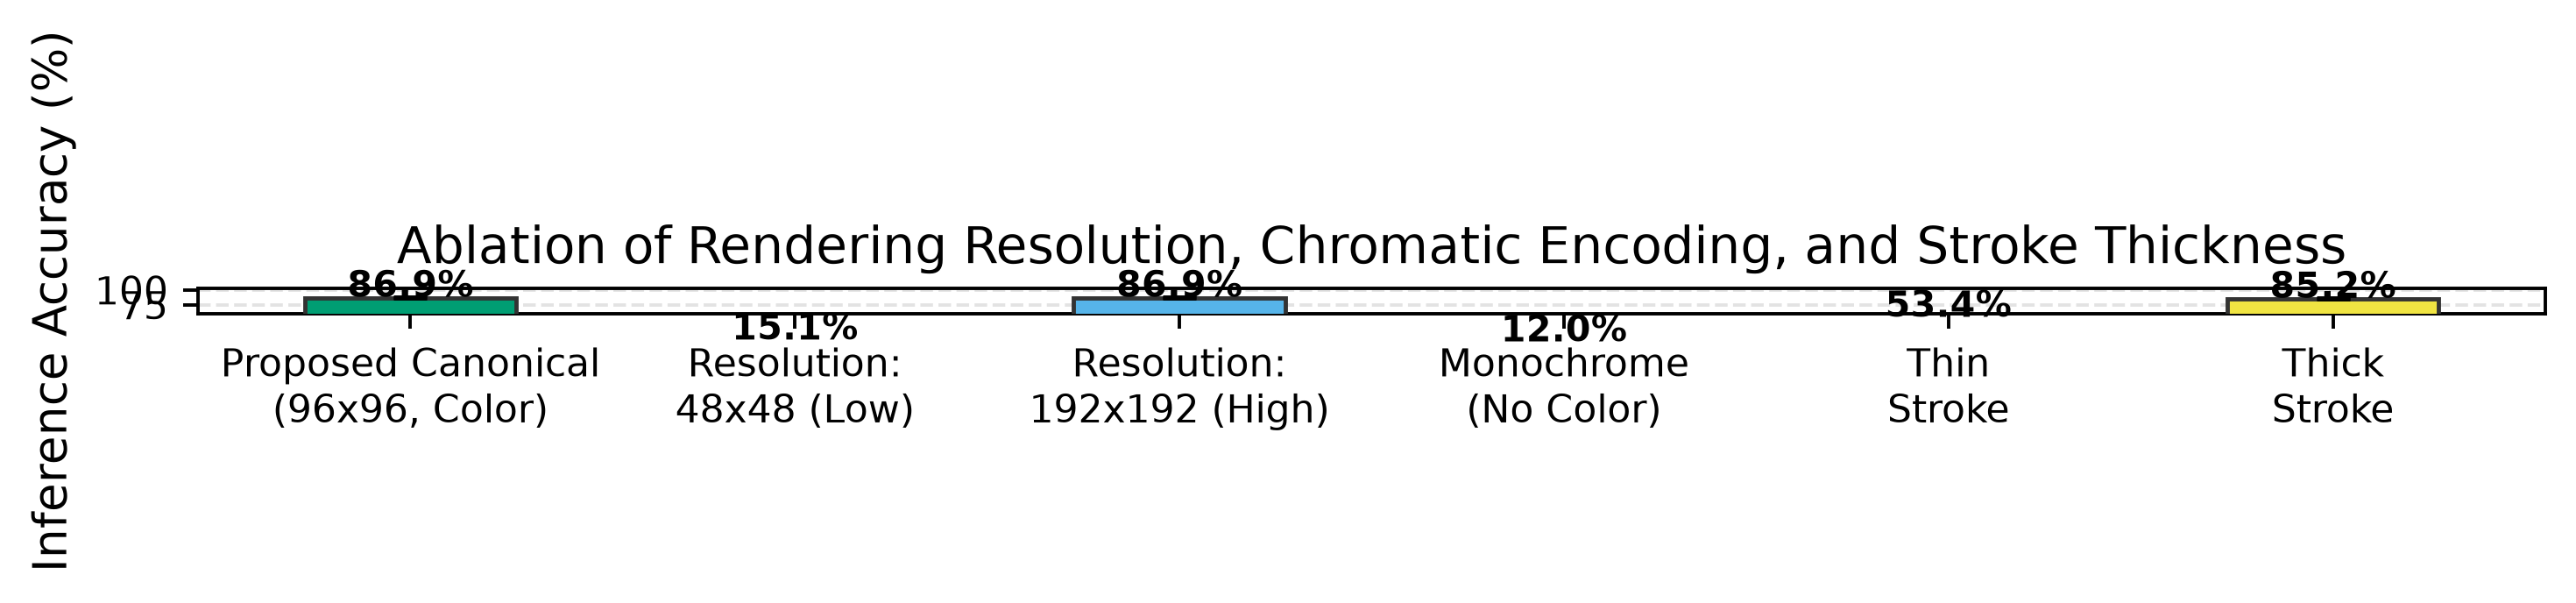 Inference Accuracy (%)
Ablation of Rendering Resolution, Chromatic Encoding, and Stroke Thickness
100
75
86.9%
15.1%
86.9%
12.0%
53.4%
85.2%
Proposed Canonical
(96x96, Color)
Resolution:
48x48 (Low)
Resolution:
192x192 (High)
Monochrome
(No Color)
Thin
Stroke
Thick
Stroke